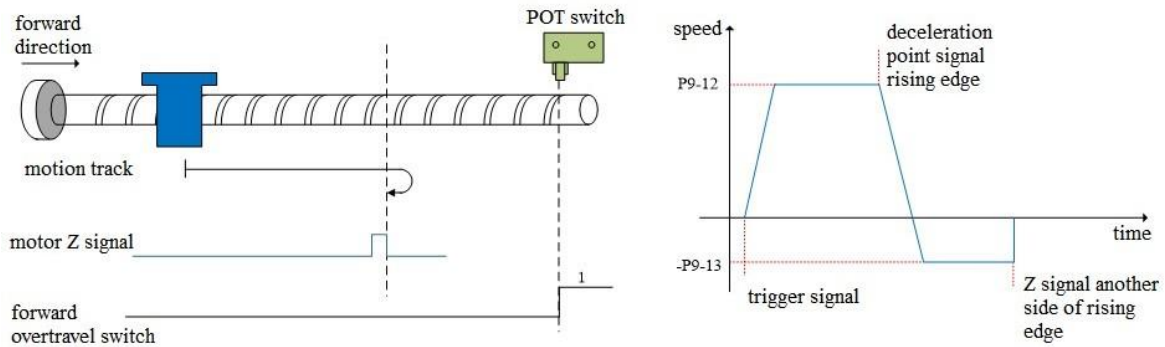 forward
direction
POT switch
motion track
motor Z signal
1
forward
overtravel switch
speed
deceleration
point signal
rising edge
P9-12
time
-P9-13
trigger signal
Z signal another
side of rising
edge